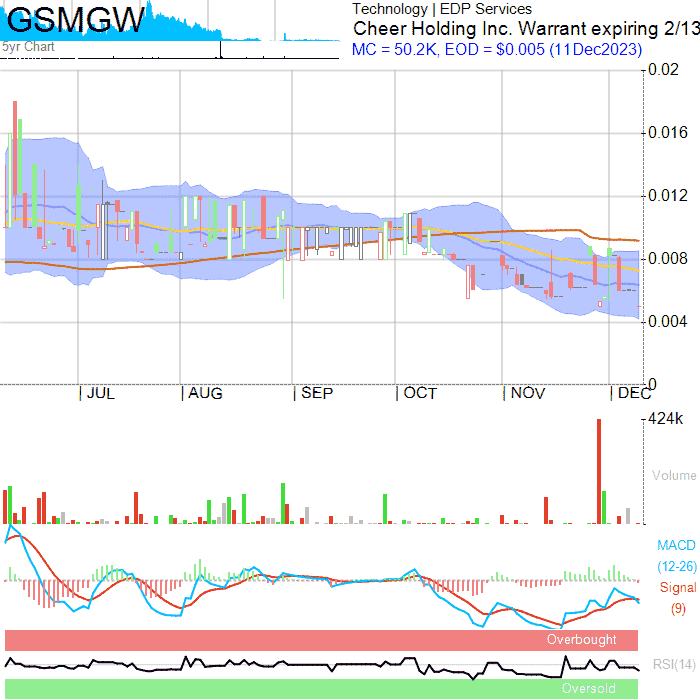 GSMGW
5yr Chart
Technology | EDP Services
Cheer Holding Inc. Warrant expiring 2/13
MC = 50.2K, EOD = $0.005 (11Dec2023)
0.02
0.016
0.012
0.008
0.004
0
| JUL
| AUG
| SEP
| OCT
| NOV
| DEC
424k
Volume
MACD
(12-26)
Signal
(9)
Overbought
RSI(14)
Oversold